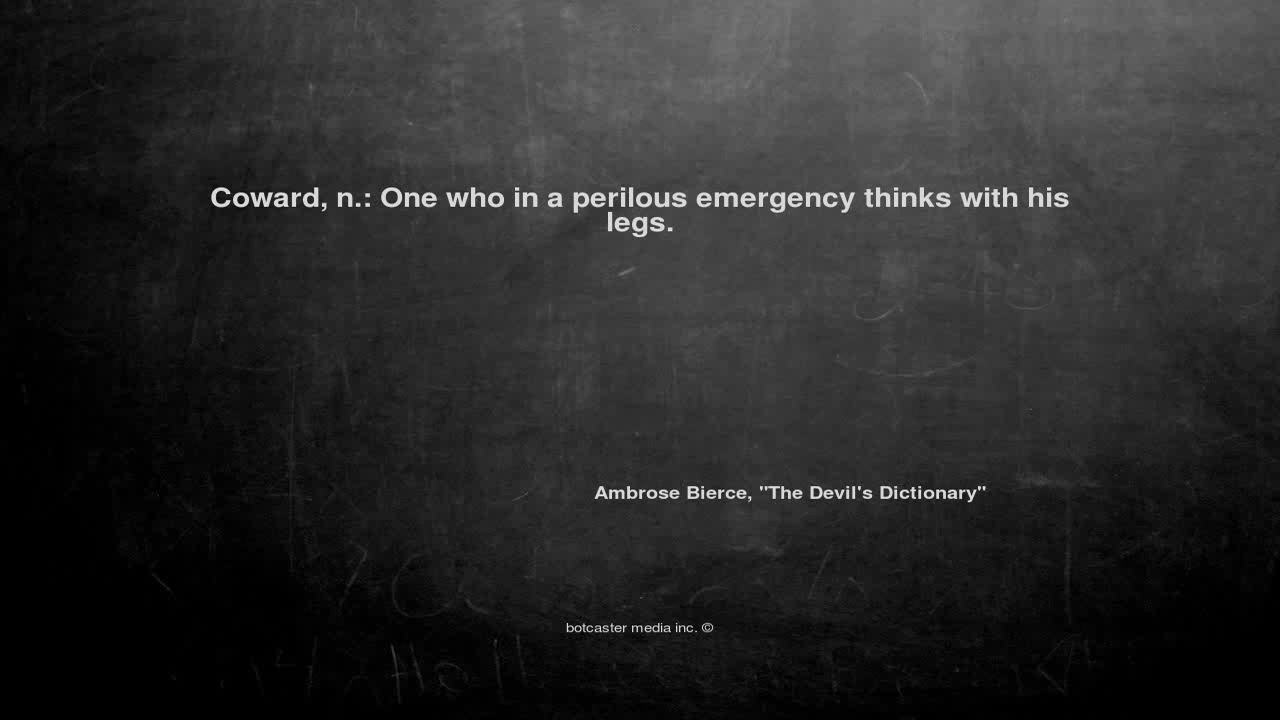 Coward, n.: One who in a perilous emergency thinks with his
legs.
Ambrose Bierce, "The Devil's Dictionary"
botcaster media inc. ©